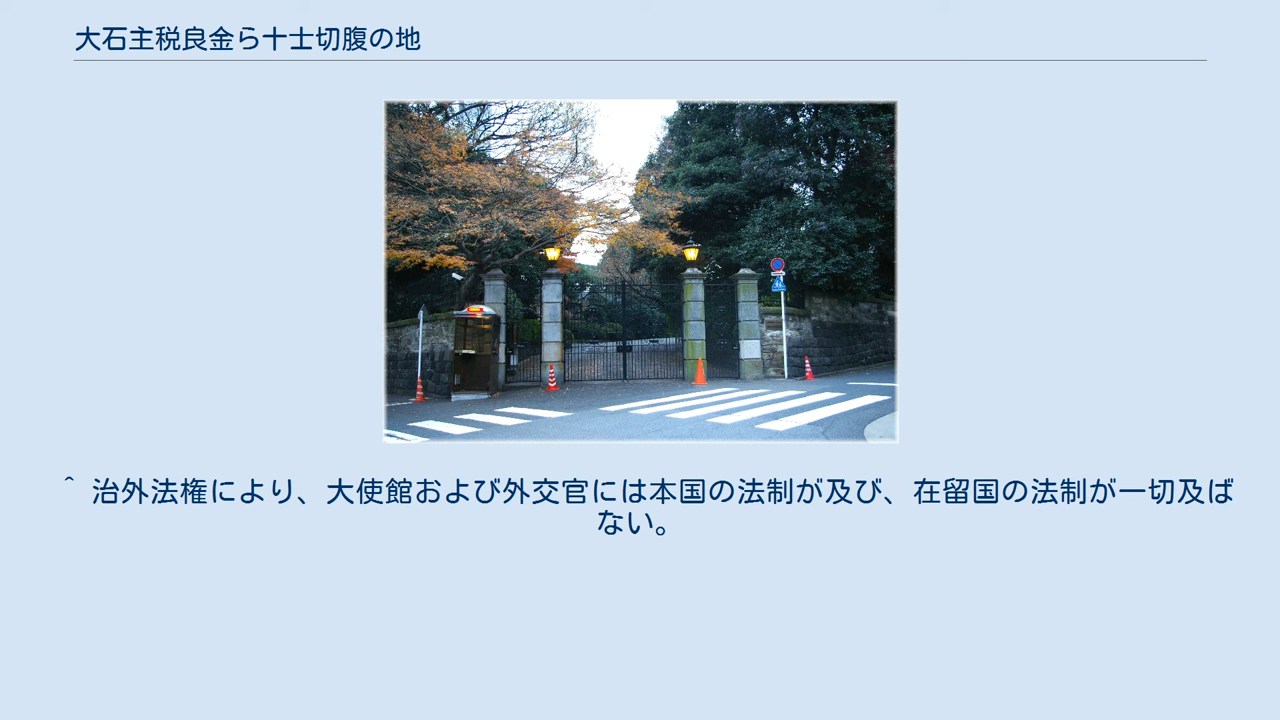 大石主税良金ら十士切腹の地
^ 治外法権により、大使館および外交官には本国の法制が及び、在留国の法制が一切及ば
ない。